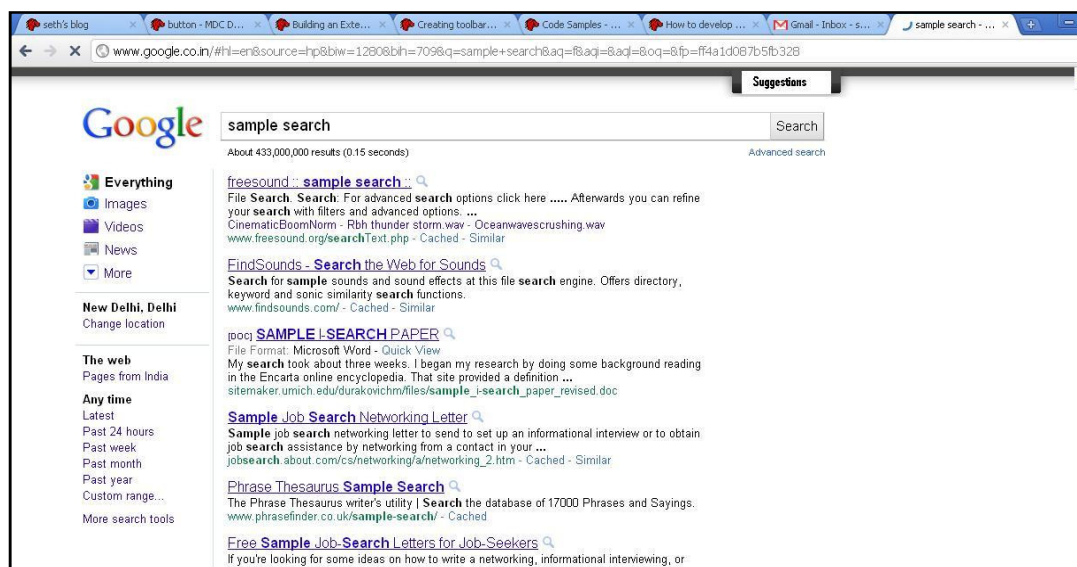 seth's blog
button - MDC D...
Building an Exte...
Creating toolbar...
Code Samples - ...
How to develop ...
Gmail - Inbox - s...
sample search - ...
www.google.co.in/#hl=en&source=hp&biw=1280&bih=709&q=sample+search&aq=f&aqi=&aql=&oq=&fp=ff4a1d087b5fb328
Suggestions
Google
sample search
Search
About 433,000,000 results (0.15 seconds)
Advanced search
Everything
Images
Videos
News
More
New Delhi, Delhi
Change location
The web
Pages from India
Any time
Latest
Past 24 hours
Past week
Past month
Past year
Custom range...
More search tools
freesound :: sample search ::
File Search. Search: For advanced search options click here ..... Afterwards you can refine
your search with filters and advanced options. ...
CinematicBoomNorm - Rbh thunder storm.wav - Oceanwavescrushing.wav
www.freesound.org/searchText.php - Cached - Similar
FindSounds - Search the Web for Sounds
Search for sample sounds and sound effects at this file search engine. Offers directory,
keyword and sonic similarity search functions.
www.findsounds.com/ - Cached - Similar
[DOC] SAMPLE I-SEARCH PAPER
File Format: Microsoft Word - Quick View
My search took about three weeks. I began my research by doing some background reading
in the Encarta online encyclopedia. That site provided a definition ...
sitemaker.umich.edu/durakovichm/files/sample_i-search_paper_revised.doc
Sample Job Search Networking Letter
Sample job search networking letter to send to set up an informational interview or to obtain
job search assistance by networking from a contact in your ...
jobsearch.about.com/cs/networking/a/networking_2.htm - Cached - Similar
Phrase Thesaurus Sample Search
The Phrase Thesaurus writer's utility | Search the database of 17000 Phrases and Sayings.
www.phrasefinder.co.uk/sample-search/ - Cached
Free Sample Job-Search Letters for Job-Seekers
If you're looking for some ideas on how to write a networking, informational interviewing, or